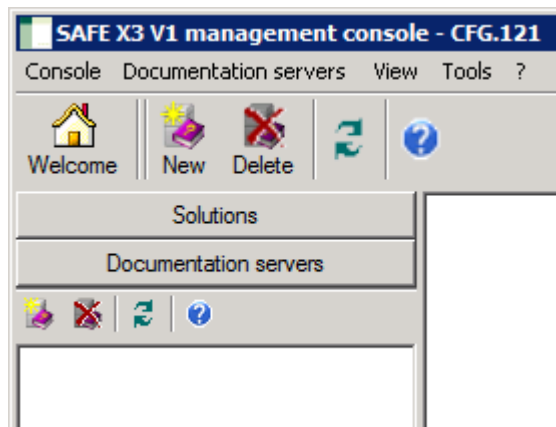 SAFE X3 V1 management console - CFG.121
Console Documentation servers View Tools ?
Welcome New Delete
Solutions
Documentation servers